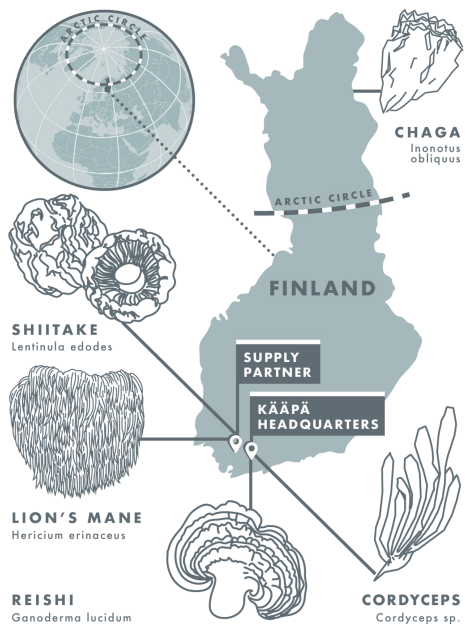 ARCTIC CIRCLE
CHAGA
Inonotus
obliquus
ARCTIC CIRCLE
FINLAND
SHIITAKE
Lentinula edodes
SUPPLY
PARTNER
KÄÄPÄ
HEADQUARTERS
LION'S MANE
Hericium erinaceus
REISHI
Ganoderma lucidum
CORDYCEPS
Cordyceps sp.